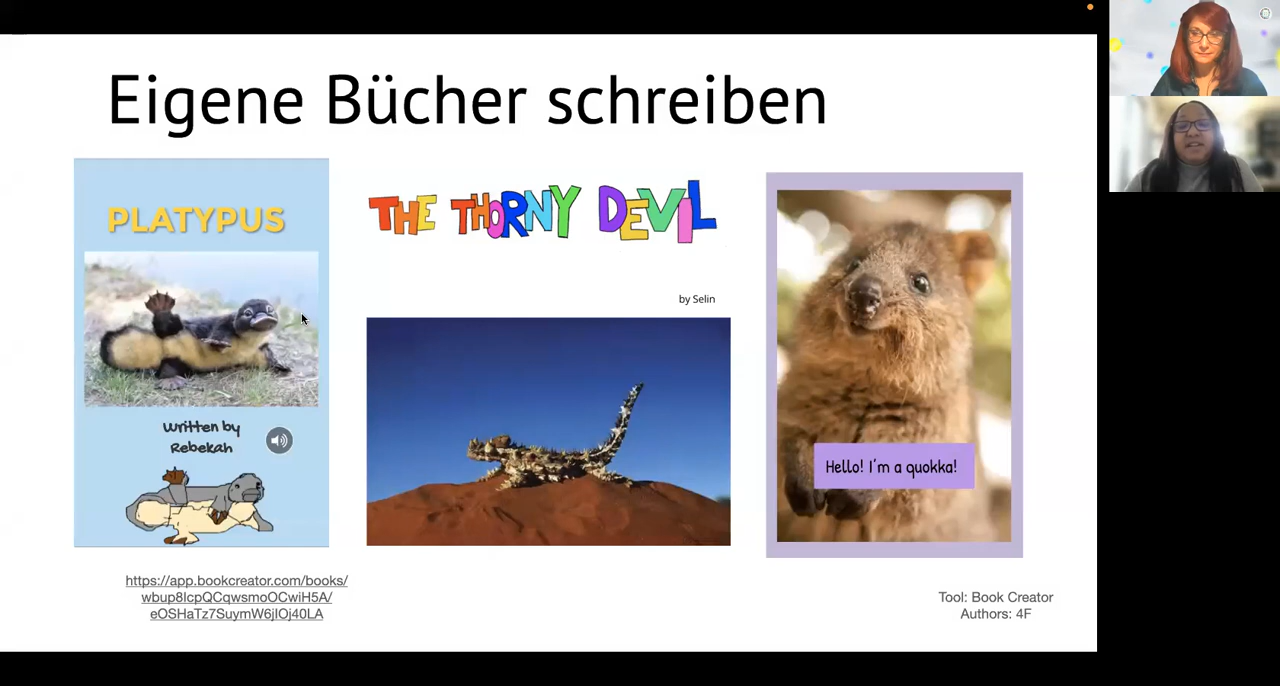 Eigene Bücher schreiben
PLATYPUS
Written by
Rebekah
THE THORNY DEVIL
by Selin
Hello! I'm a quokka!
https://app.bookcreator.com/books/
wbup8IcpQCqwsmoOCwiH5A/
eOSHaTz7SuymW6jlOj40LA
Tool: Book Creator
Authors: 4F